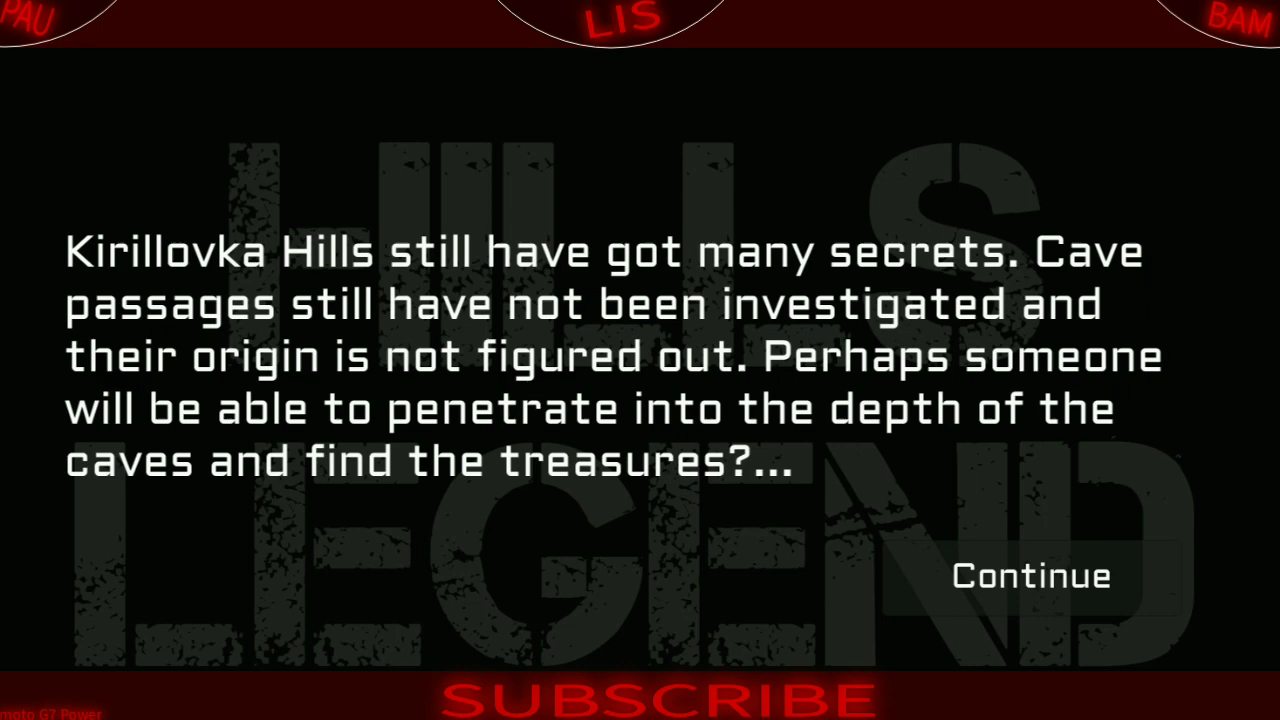 PAU
LIS
BAM
HILLS
Kirillovka Hills still have got many secrets. Cave
passages still have not been investigated and
their origin is not figured out. Perhaps someone
will be able to penetrate into the depth of the
caves and find the treasures?...
LEGEND
Continue
SUBSCRIBE
moto G7 Power